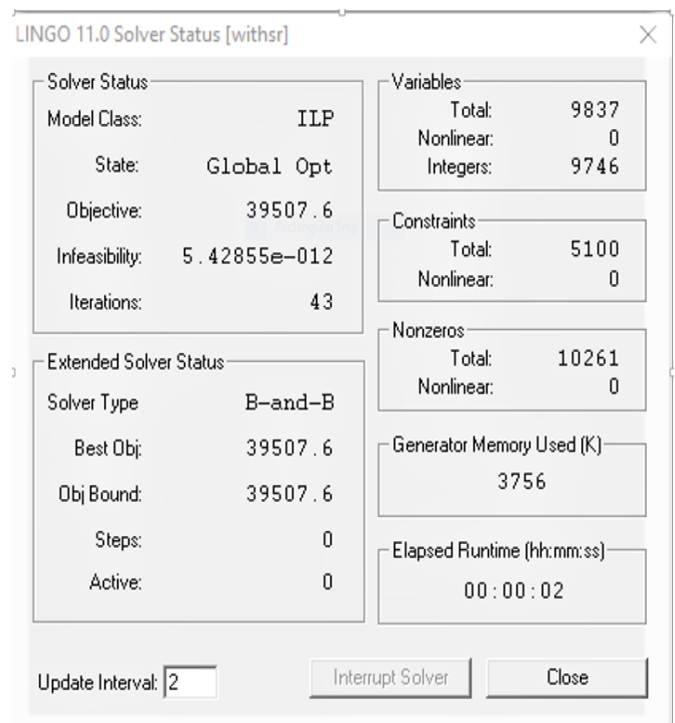 LINGO 11.0 Solver Status [withsr]
Solver Status
Model Class: ILP
State: Global Opt
Objective: 39507.6
Infeasibility: 5.42855e-012
Iterations: 43
Extended Solver Status
Solver Type B-and-B
Best Obj: 39507.6
Obj Bound: 39507.6
Steps: 0
Active: 0
Variables
Total: 9837
Nonlinear: 0
Integers: 9746
Constraints
Total: 5100
Nonlinear: 0
Nonzeros
Total: 10261
Nonlinear: 0
Generator Memory Used (K)
3756
Elapsed Runtime (hh:mm:ss)
00:00:02
Update Interval: 2
Interrupt Solver
Close